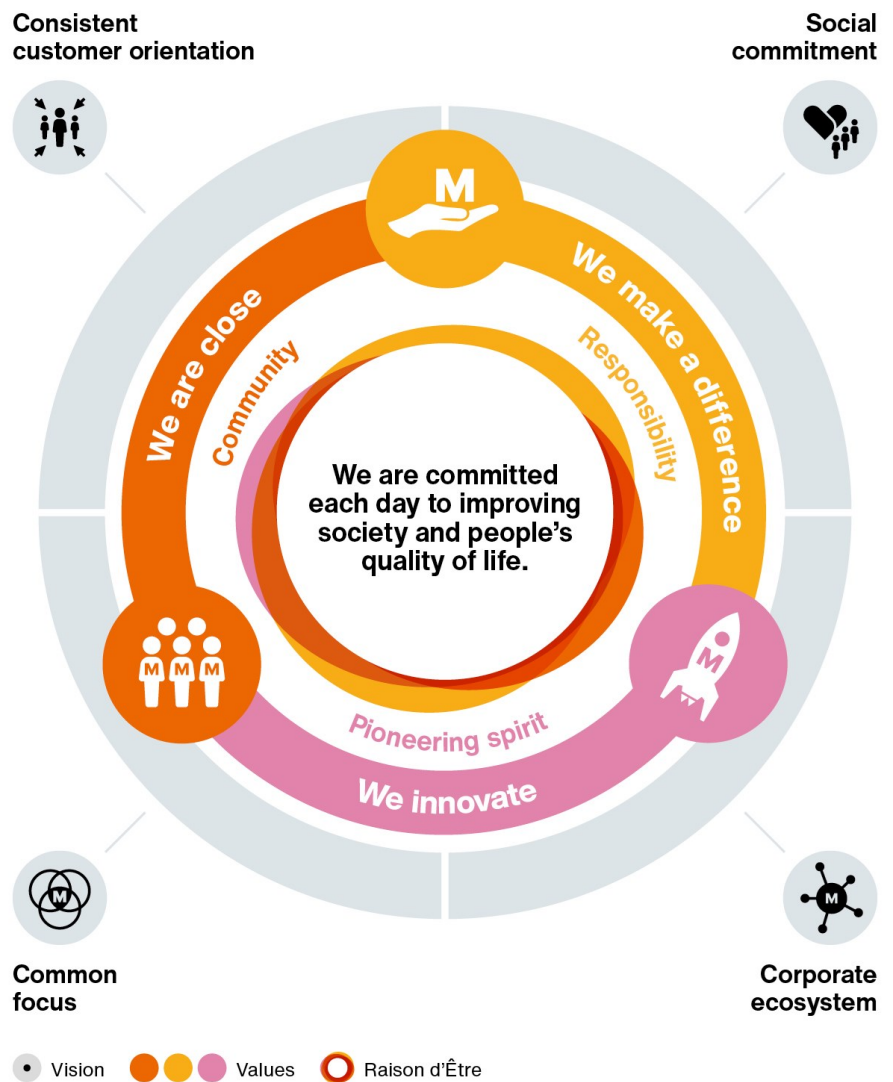 Consistent
customer orientation
Social
commitment
M
We are close
We make a difference
Community
Responsibility
We are committed
each day to improving
society and people’s
quality of life.
M M M
M
Pioneering spirit
We innovate
M
M
Common
focus
Corporate
ecosystem
Vision
Values
Raison d’Être